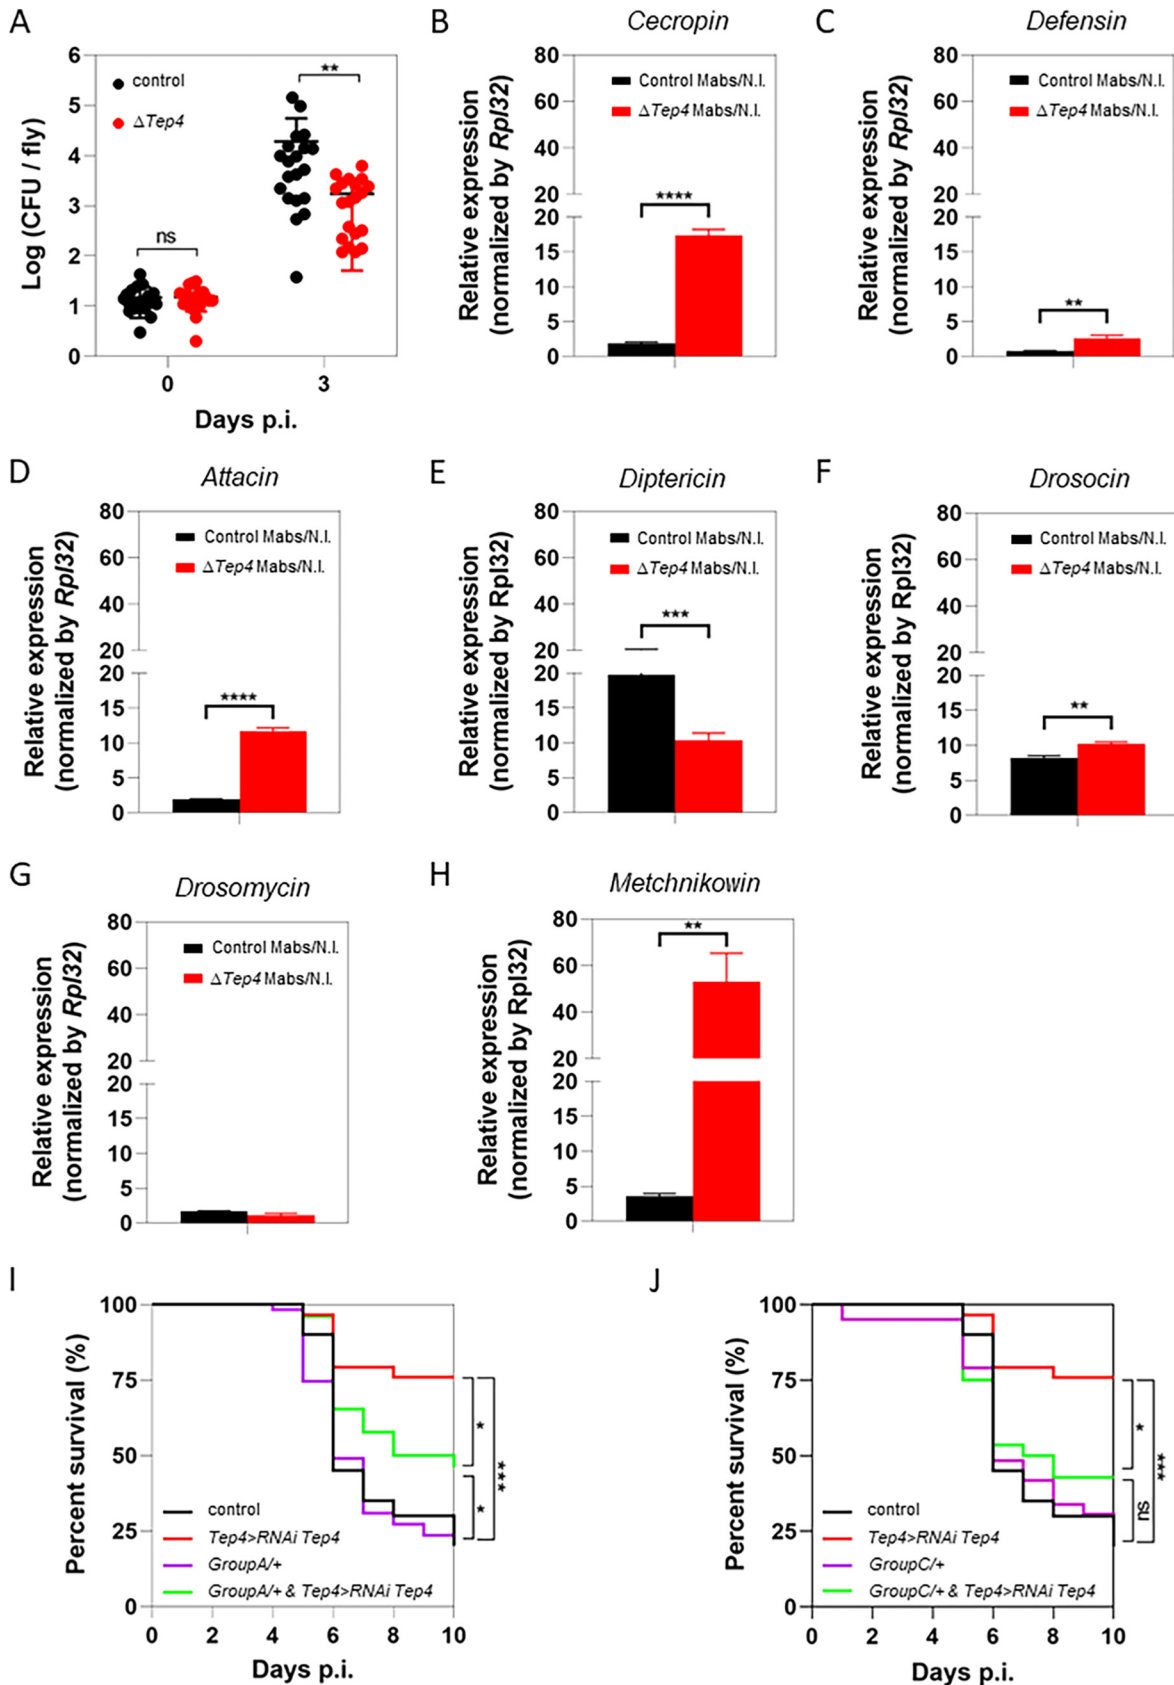 A
Log (CFU / fly)
6
5
4
3
2
1
0
control
ΔTep4
ns
**
0
3
Days p.i.
B
Cecropin
Relative expression
(normalized by Rpl32)
80
60
40
20
20
15
10
5
0
Control Mabs/N.I.
ΔTep4 Mabs/N.I.
****
C
Defensin
Relative expression
(normalized by Rpl32)
80
60
40
20
20
15
10
5
0
Control Mabs/N.I.
ΔTep4 Mabs/N.I.
**
D
Attacin
Relative expression
(normalized by Rpl32)
80
60
40
20
20
15
10
5
0
Control Mabs/N.I.
ΔTep4 Mabs/N.I.
****
E
Diptericin
Relative expression
(normalized by Rpl32)
80
60
40
20
20
15
10
5
0
Control Mabs/N.I.
ΔTep4 Mabs/N.I.
***
F
Drosocin
Relative expression
(normalized by Rpl32)
80
60
40
20
20
15
10
5
0
Control Mabs/N.I.
ΔTep4 Mabs/N.I.
**
G
Drosomycin
Relative expression
(normalized by Rpl32)
80
60
40
20
20
15
10
5
0
Control Mabs/N.I.
ΔTep4 Mabs/N.I.
H
Metchnikowin
Relative expression
(normalized by Rpl32)
80
60
40
20
20
15
10
5
0
**
I
Percent survival (%)
100
75
50
25
0
control
Tep4>RNAi Tep4
GroupA/+
GroupA/+ & Tep4>RNAi Tep4
*
*
***
0 2 4 6 8 10
Days p.i.
J
Percent survival (%)
100
75
50
25
0
control
Tep4>RNAi Tep4
GroupC/+
GroupC/+ & Tep4>RNAi Tep4
*
ns
***
0 2 4 6 8 10
Days p.i.